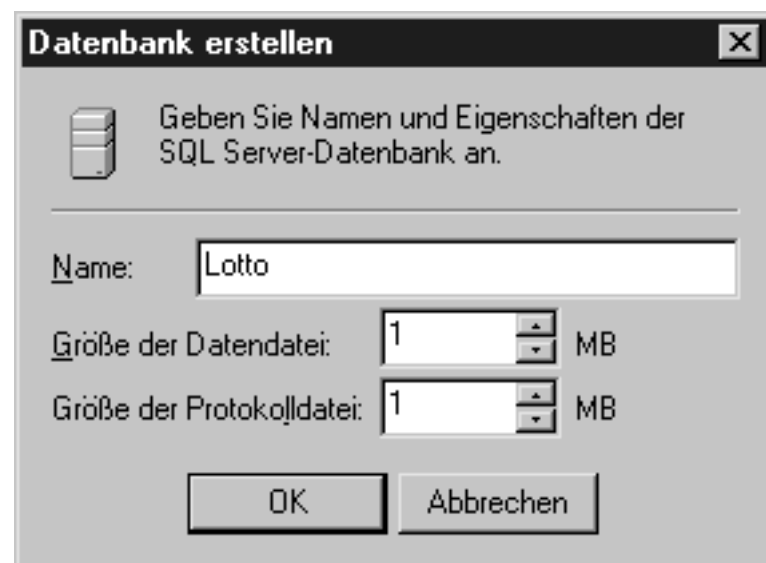 Datenbank erstellen
Geben Sie Namen und Eigenschaften der
SQL Server-Datenbank an.
Name: Lotto
Größe der Datendatei: 1 MB
Größe der Protokolldatei: 1 MB
OK Abbrechen